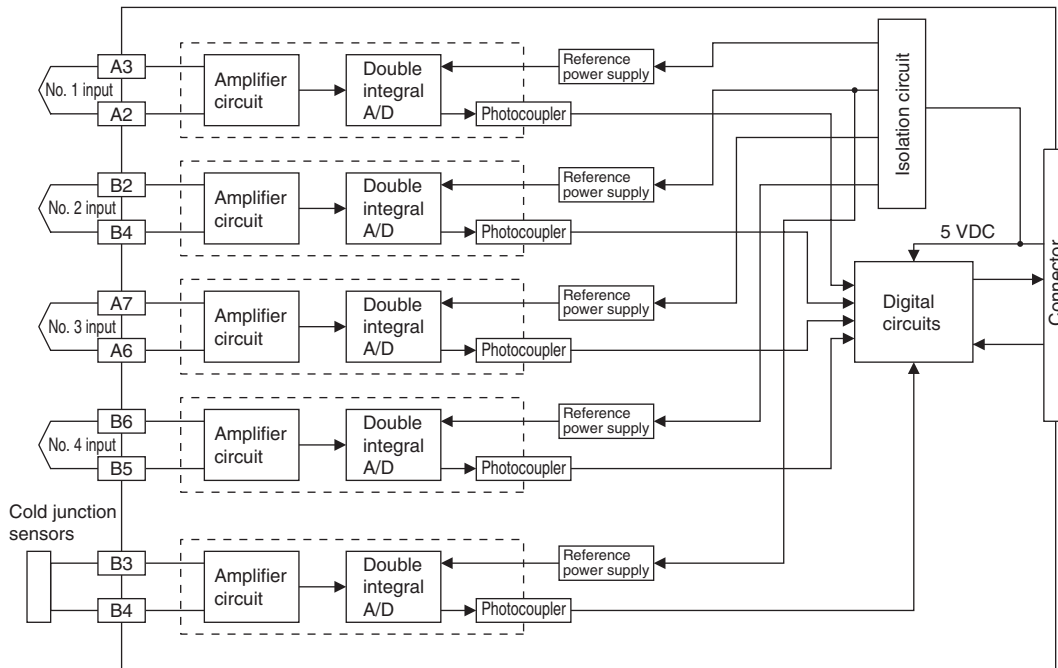 A3
No. 1 input
A2
Amplifier
circuit
Double
integral
A/D
Reference
power supply
Photocoupler
Isolation circuit
B2
No. 2 input
B4
Amplifier
circuit
Double
integral
A/D
Reference
power supply
Photocoupler
5 VDC
Connector
A7
No. 3 input
A6
Amplifier
circuit
Double
integral
A/D
Reference
power supply
Photocoupler
Digital
circuits
B6
No. 4 input
B5
Amplifier
circuit
Double
integral
A/D
Reference
power supply
Photocoupler
Cold junction
sensors
B3
B4
Amplifier
circuit
Double
integral
A/D
Reference
power supply
Photocoupler